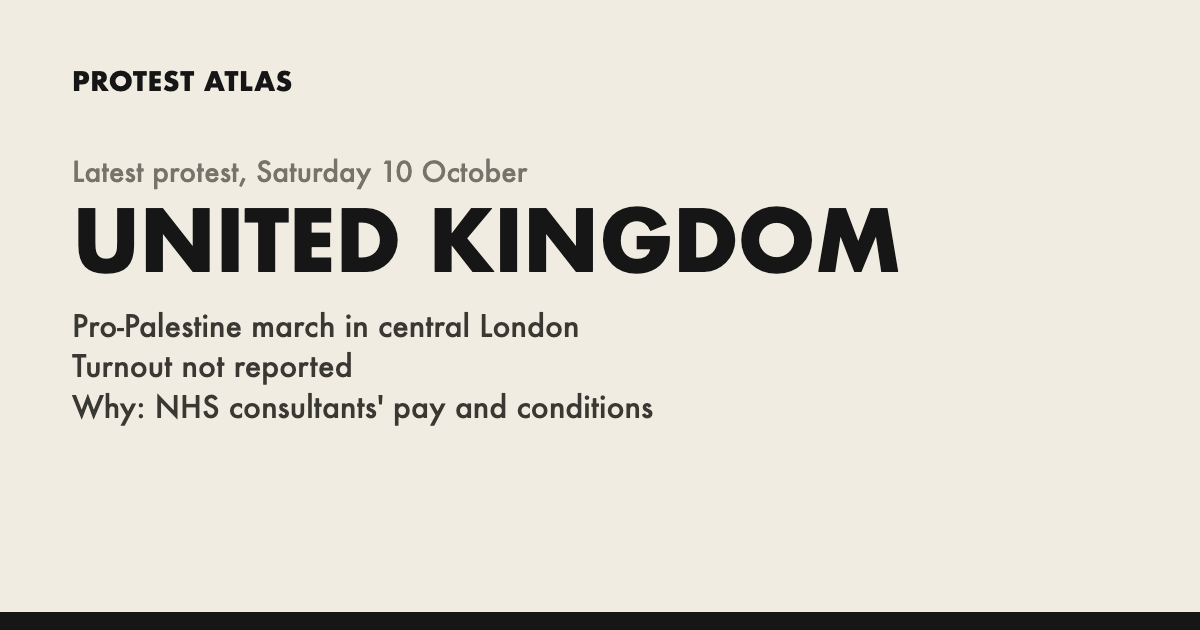 PROTEST ATLAS
Latest protest, Saturday 10 October
UNITED KINGDOM
Pro-Palestine march in central London
Turnout not reported
Why: NHS consultants' pay and conditions